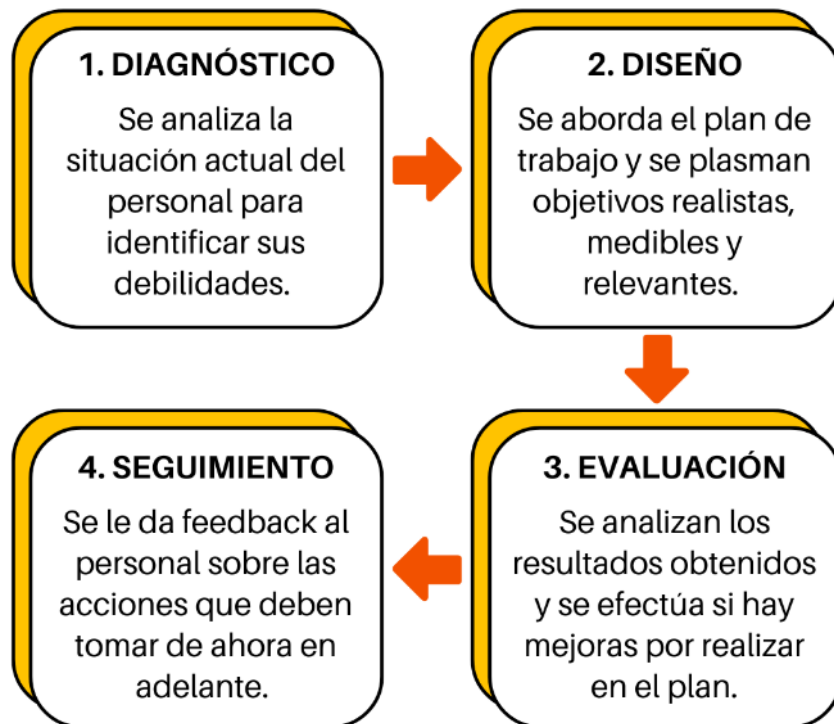 1. DIAGNÓSTICO
Se analiza la
situación actual del
personal para
identificar sus
debilidades.
2. DISEÑO
Se aborda el plan de
trabajo y se plasman
objetivos realistas,
medibles y
relevantes.
3. EVALUACIÓN
Se analizan los
resultados obtenidos
y se efectúa si hay
mejoras por realizar
en el plan.
4. SEGUIMIENTO
Se le da feedback al
personal sobre las
acciones que deben
tomar de ahora en
adelante.